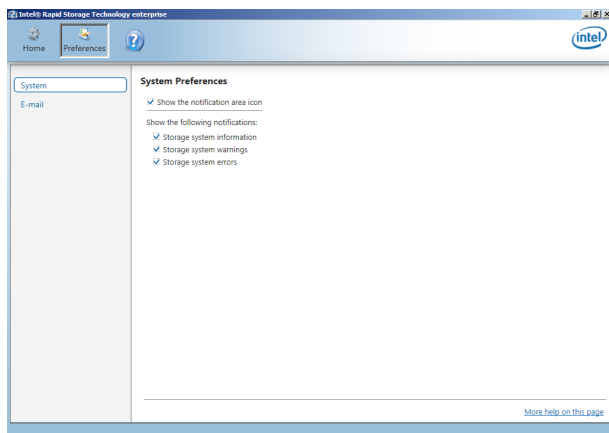 Intel® Rapid Storage Technology enterprise
Home
Preferences
?
intel
System
E-mail
System Preferences
Show the notification area icon
Show the following notifications:
Storage system information
Storage system warnings
Storage system errors
More help on this page